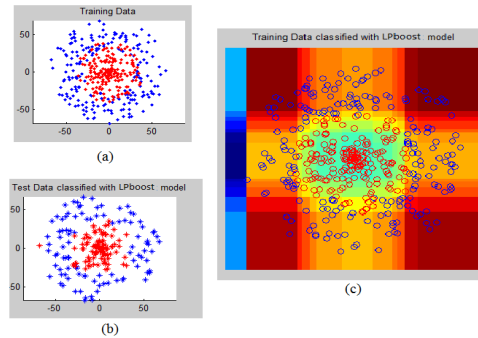 Training Data
50
0
-50
-50
0
50
(a)
Test Data classified with LPboost model
50
0
50
-50
0
50
(b)
Training Data classified with LPboost model
(c)